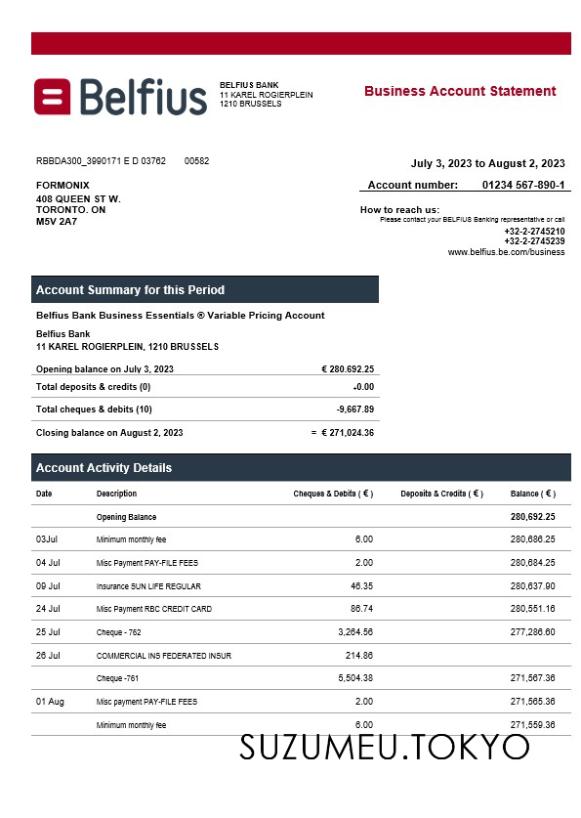 Belfius
BELFIUS BANK
11 KAREL ROGIERPLEIN
1210 BRUSSELS
Business Account Statement
RBBDA300_3990171 E D 03762 00582
July 3, 2023 to August 2, 2023
FORMONIX
408 QUEEN ST W.
TORONTO. ON
M5V 2A7
Account number: 01234 567-890-1
How to reach us:
Please contact your BELFIUS Banking representative or call
+32-2-2745210
+32-2-2745239
www.belfius.be.com/business
Account Summary for this Period
Belfius Bank Business Essentials ® Variable Pricing Account
Belfius Bank
11 KAREL ROGIERPLEIN, 1210 BRUSSELS
Opening balance on July 3, 2023 € 280.692.25
Total deposits & credits (0) -0.00
Total cheques & debits (10) -9,667.89
Closing balance on August 2, 2023 = € 271,024.36
Account Activity Details
Date Description Cheques & Debits ( € ) Deposits & Credits ( € ) Balance ( € )
Opening Balance 280,692.25
03Jul Minimum monthly fee 6.00 280,686.25
04 Jul Misc Payment PAY-FILE FEES 2.00 280,684.25
09 Jul Insurance SUN LIFE REGULAR 46.35 280,637.90
24 Jul Misc Payment RBC CREDIT CARD 86.74 280,551.16
25 Jul Cheque - 762 3,264.56 277,286.60
26 Jul COMMERCIAL INS FEDERATED INSUR 214.86
Cheque -761 5,504.38 271,567.36
01 Aug Misc payment PAY-FILE FEES 2.00 271,565.36
Minimum monthly fee 6.00 271,559.36
SUZUMEU.TOKYO